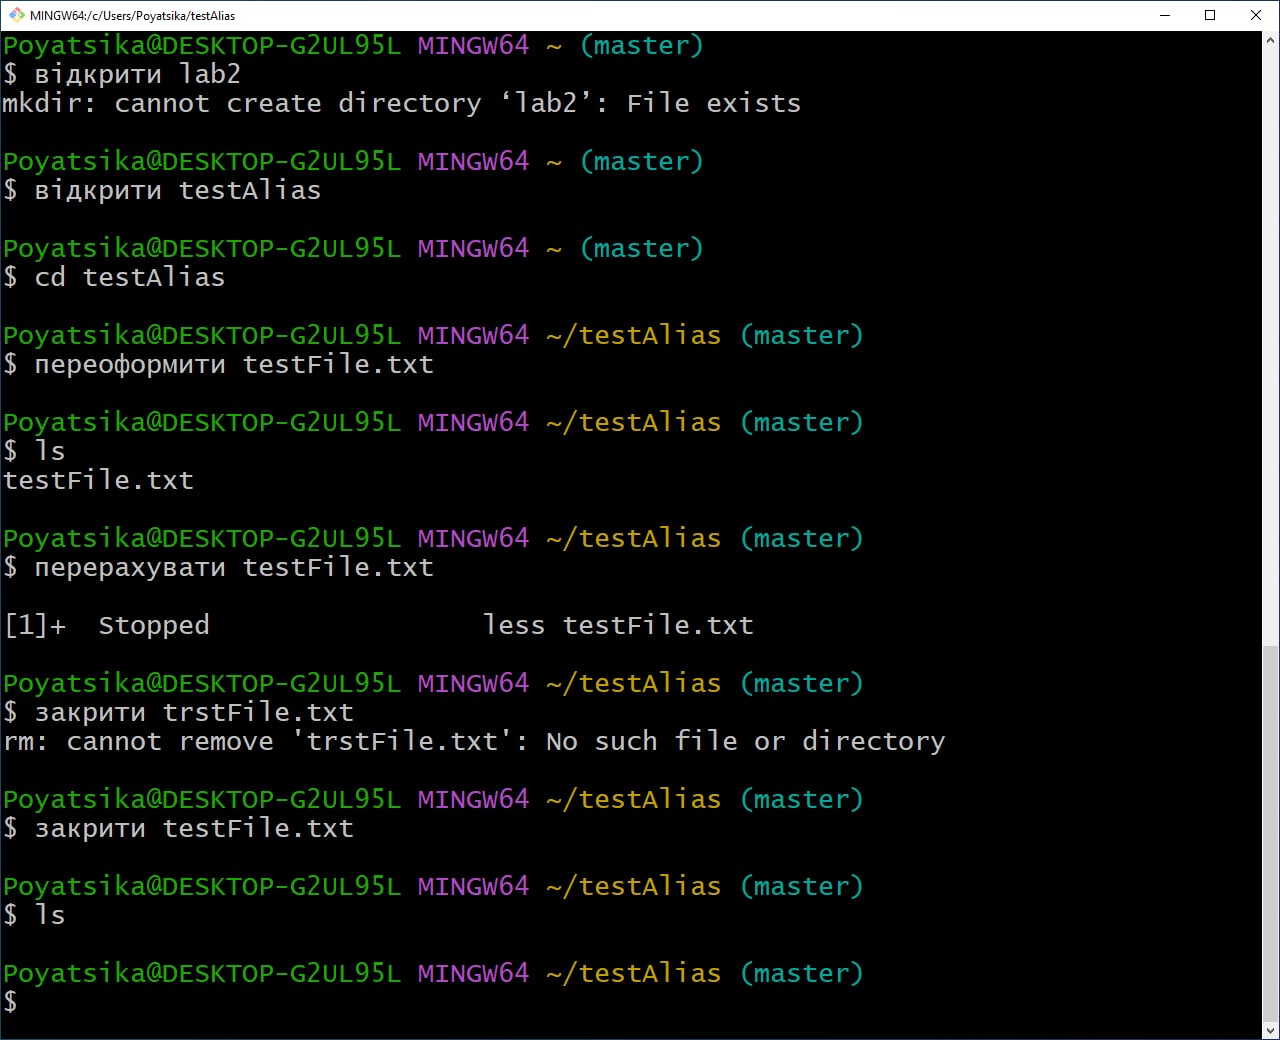 MINGW64:/c/Users/Poyatsika/testAlias
Poyatsika@DESKTOP-G2UL95L MINGW64 ~ (master)
$ відкрити lab2
mkdir: cannot create directory ‘lab2’: File exists
Poyatsika@DESKTOP-G2UL95L MINGW64 ~ (master)
$ відкрити testAlias
Poyatsika@DESKTOP-G2UL95L MINGW64 ~ (master)
$ cd testAlias
Poyatsika@DESKTOP-G2UL95L MINGW64 ~/testAlias (master)
$ переоформити testFile.txt
Poyatsika@DESKTOP-G2UL95L MINGW64 ~/testAlias (master)
$ ls
testFile.txt
Poyatsika@DESKTOP-G2UL95L MINGW64 ~/testAlias (master)
$ перерахувати testFile.txt
[1]+  Stopped                 less testFile.txt
Poyatsika@DESKTOP-G2UL95L MINGW64 ~/testAlias (master)
$ закрити trstFile.txt
rm: cannot remove 'trstFile.txt': No such file or directory
Poyatsika@DESKTOP-G2UL95L MINGW64 ~/testAlias (master)
$ закрити testFile.txt
Poyatsika@DESKTOP-G2UL95L MINGW64 ~/testAlias (master)
$ ls
Poyatsika@DESKTOP-G2UL95L MINGW64 ~/testAlias (master)
$